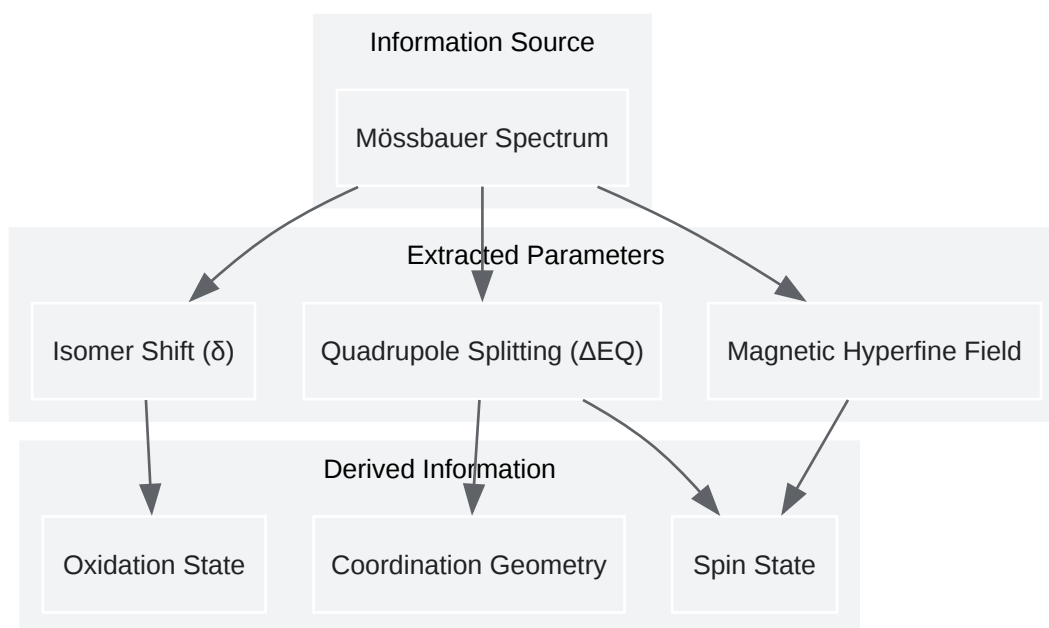 Information Source
Mössbauer Spectrum
Extracted Parameters
Isomer Shift (δ)
Quadrupole Splitting (ΔEQ)
Magnetic Hyperfine Field
Derived Information
Oxidation State
Coordination Geometry
Spin State